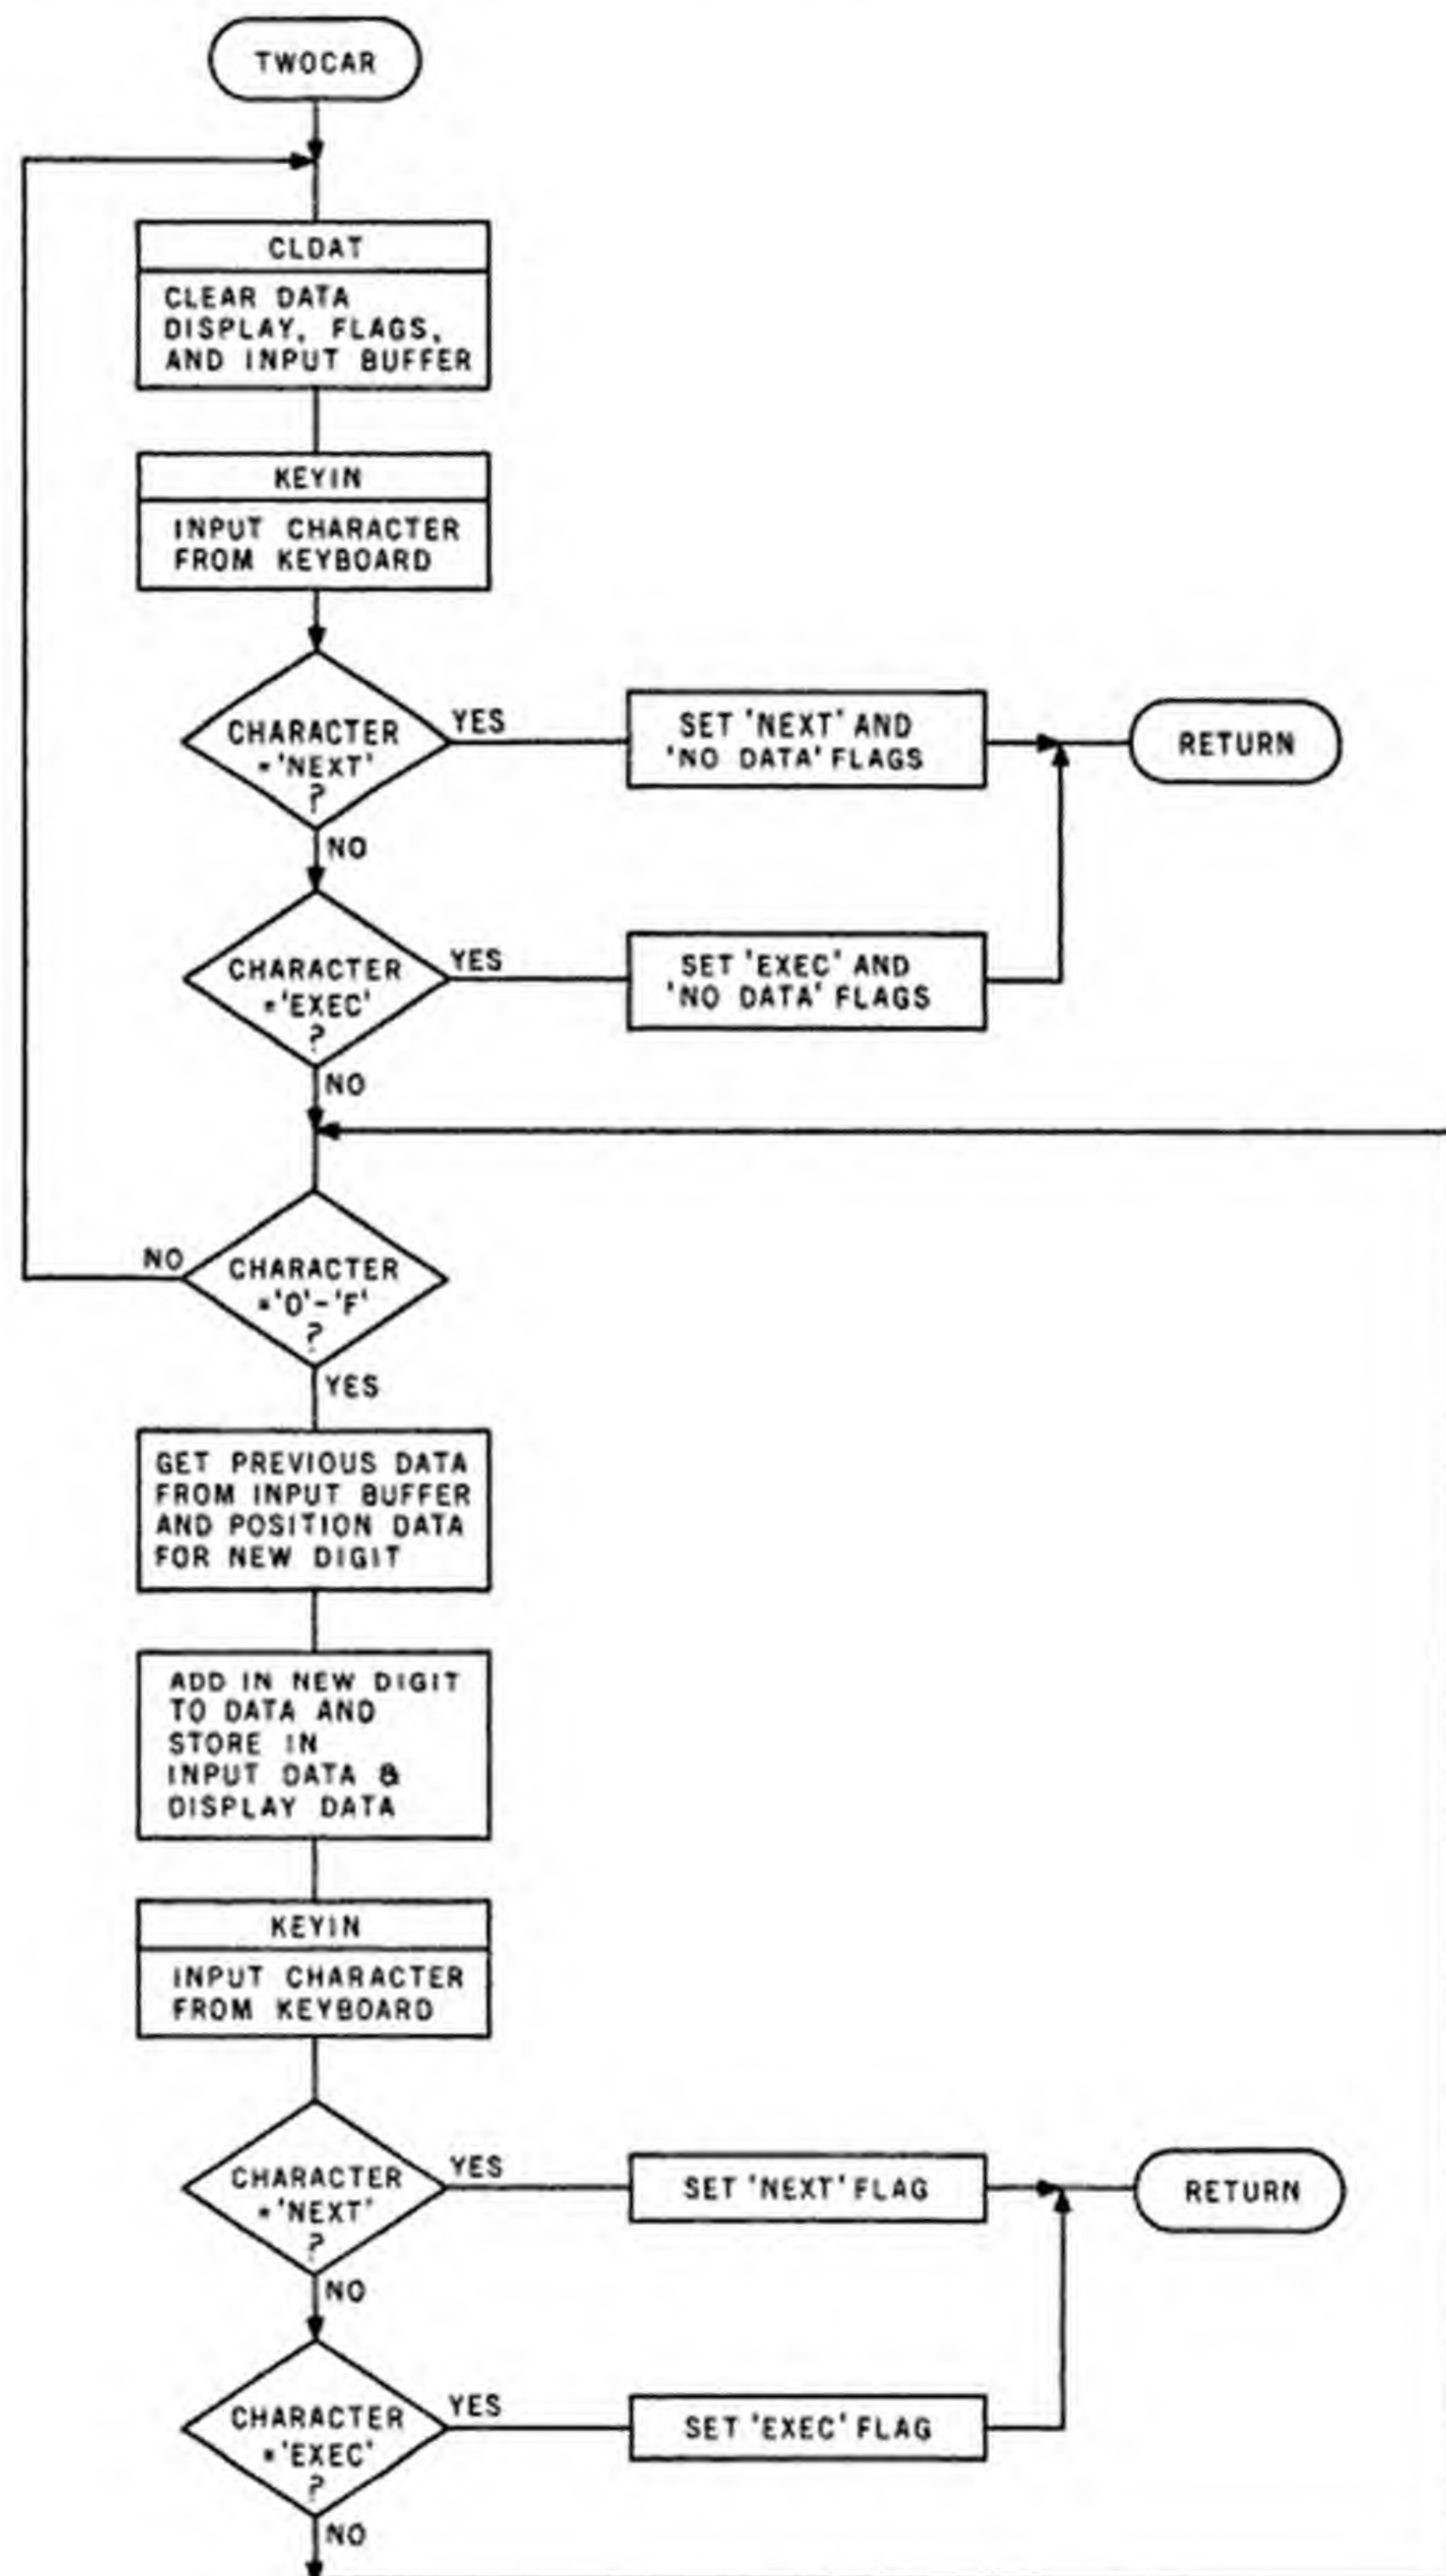 TWOCAR
CLDAT
CLEAR DATA
DISPLAY, FLAGS,
AND INPUT BUFFER
KEYIN
INPUT CHARACTER
FROM KEYBOARD
CHARACTER
='NEXT'
?
YES
SET 'NEXT' AND
'NO DATA' FLAGS
RETURN
NO
CHARACTER
='EXEC'
?
YES
SET 'EXEC' AND
'NO DATA' FLAGS
NO
NO
CHARACTER
='0'-'F'
?
YES
GET PREVIOUS DATA
FROM INPUT BUFFER
AND POSITION DATA
FOR NEW DIGIT
ADD IN NEW DIGIT
TO DATA AND
STORE IN
INPUT DATA &
DISPLAY DATA
KEYIN
INPUT CHARACTER
FROM KEYBOARD
CHARACTER
='NEXT'
?
YES
SET 'NEXT' FLAG
RETURN
NO
CHARACTER
='EXEC'
?
YES
SET 'EXEC' FLAG
NO